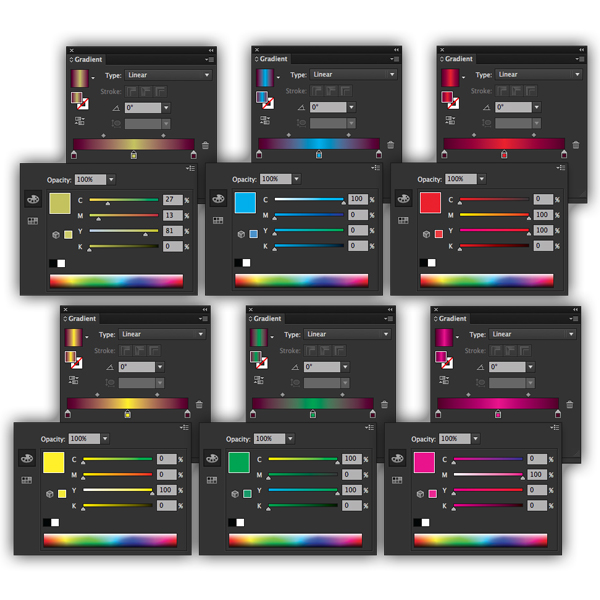 Gradient
Type: Linear
Stroke:
0°
Opacity: 100%
C 27 %
M 13 %
Y 81 %
K 0 %
Gradient
Type: Linear
Stroke:
0°
Opacity: 100%
C 100 %
M 0 %
Y 0 %
K 0 %
Gradient
Type: Linear
Stroke:
0°
Opacity: 100%
C 0 %
M 100 %
Y 100 %
K 0 %
Gradient
Type: Linear
Stroke:
0°
Opacity: 100%
C 0 %
M 0 %
Y 100 %
K 0 %
Gradient
Type: Linear
Stroke:
0°
Opacity: 100%
C 100 %
M 0 %
Y 100 %
K 0 %
Gradient
Type: Linear
Stroke:
0°
Opacity: 100%
C 0 %
M 100 %
Y 0 %
K 0 %